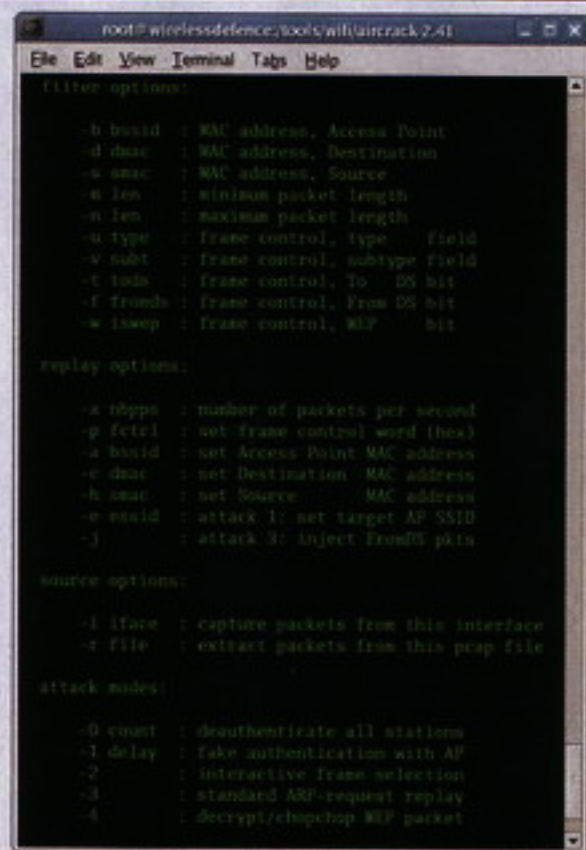 root@wirelessdefence:/tools/wifi/aircrack-2.41
File Edit View Terminal Tabs Help
filter options:
-b bssid : MAC address, Access Point
-d dmac : MAC address, Destination
-s smac : MAC address, Source
-m len : minimum packet length
-n len : maximum packet length
-u type : frame control, type field
-v subt : frame control, subtype field
-t tods : frame control, To DS bit
-f fromds : frame control, From DS bit
-w iswep : frame control, WEP bit
replay options:
-x nbpps : number of packets per second
-p fctrl : set frame control word (hex)
-a bssid : set Access Point MAC address
-c dmac : set Destination MAC address
-h smac : set Source MAC address
-e essid : attack 1: set target AP SSID
-j : attack 3: inject FromDS pkts
source options:
-i iface : capture packets from this interface
-r file : extract packets from this pcap file
attack modes:
-0 count : deauthenticate all stations
-1 delay : fake authentication with AP
-2 : interactive frame selection
-3 : standard ARP-request replay
-4 : decrypt/chopchop WEP packet